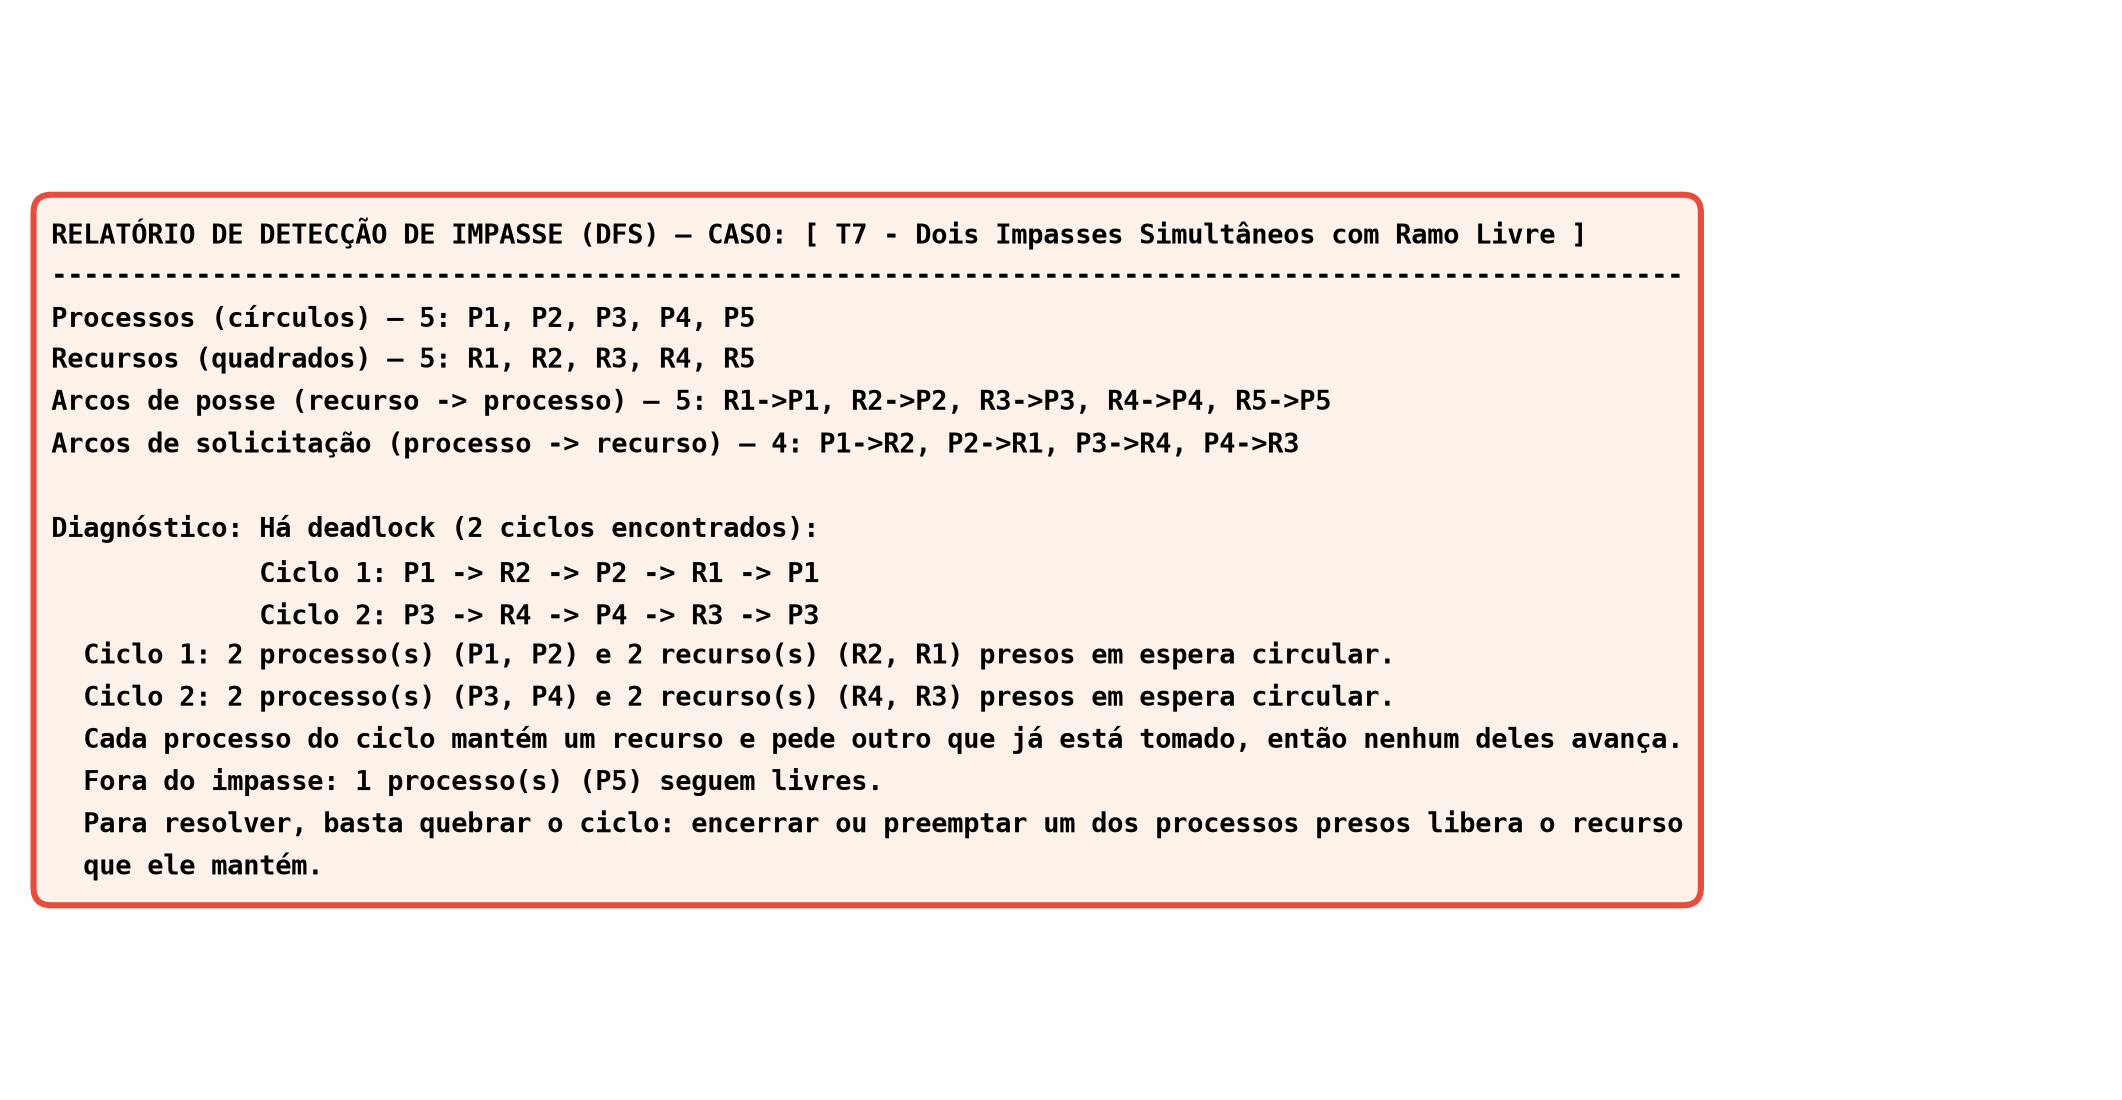 RELATÓRIO DE DETECÇÃO DE IMPASSE (DFS) — CASO: [ T7 - Dois Impasses Simultâneos com Ramo Livre ]
------------------------------------------------------------------------------------------------------
Processos (círculos) — 5: P1, P2, P3, P4, P5
Recursos (quadrados) — 5: R1, R2, R3, R4, R5
Arcos de posse (recurso -> processo) — 5: R1->P1, R2->P2, R3->P3, R4->P4, R5->P5
Arcos de solicitação (processo -> recurso) — 4: P1->R2, P2->R1, P3->R4, P4->R3
Diagnóstico: Há deadlock (2 ciclos encontrados):
Ciclo 1: P1 -> R2 -> P2 -> R1 -> P1
Ciclo 2: P3 -> R4 -> P4 -> R3 -> P3
Ciclo 1: 2 processo(s) (P1, P2) e 2 recurso(s) (R2, R1) presos em espera circular.
Ciclo 2: 2 processo(s) (P3, P4) e 2 recurso(s) (R4, R3) presos em espera circular.
Cada processo do ciclo mantém um recurso e pede outro que já está tomado, então nenhum deles avança.
Fora do impasse: 1 processo(s) (P5) seguem livres.
Para resolver, basta quebrar o ciclo: encerrar ou preemptar um dos processos presos libera o recurso
que ele mantém.